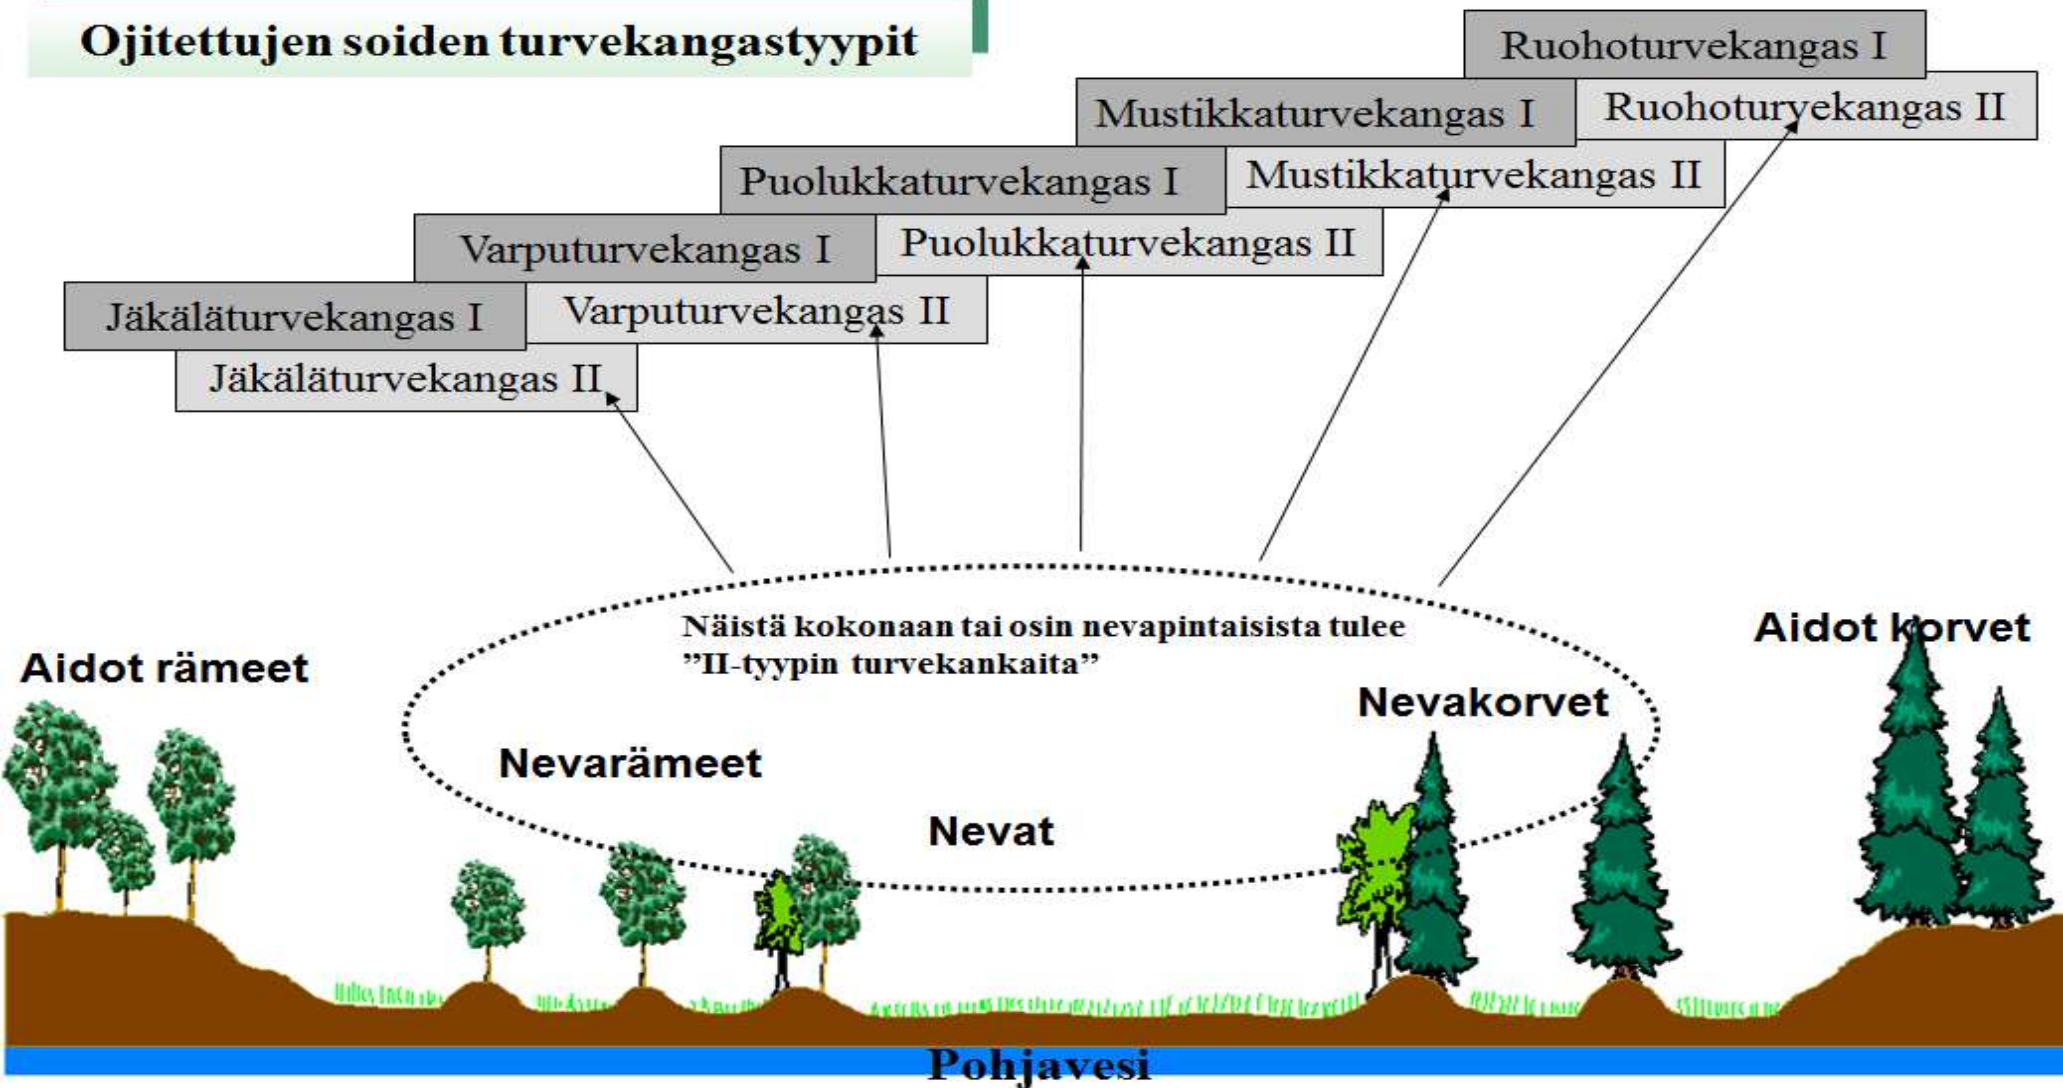 Ojitettujen soiden turvekangastyypit
Ruohoturvekangas I
Ruohoturvekangas II
Mustikkaturvekangas I
Mustikkaturvekangas II
Puolukkaturvekangas I
Puolukkaturvekangas II
Varputurvekangas I
Varputurvekangas II
Jäkäläturvekangas I
Jäkäläturvekangas II
Näistä kokonaan tai osin nevapintaisista tulee
”II-tyypin turvekankaita”
Aidot rämeet
Aidot korvet
Nevakorvet
Nevarämeet
Nevat
Pohjavesi